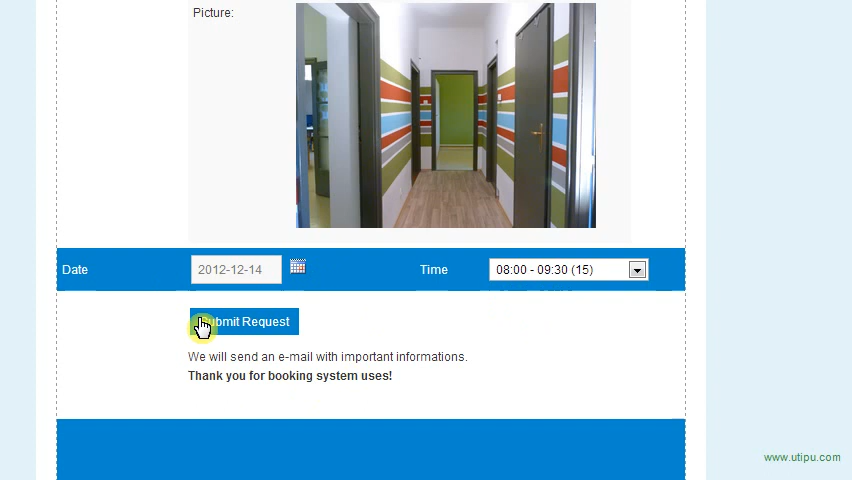 Picture:
Date 2012-12-14 Time 08:00 - 09:30 (15)
Submit Request
We will send an e-mail with important informations.
Thank you for booking system uses!
www.utipu.com